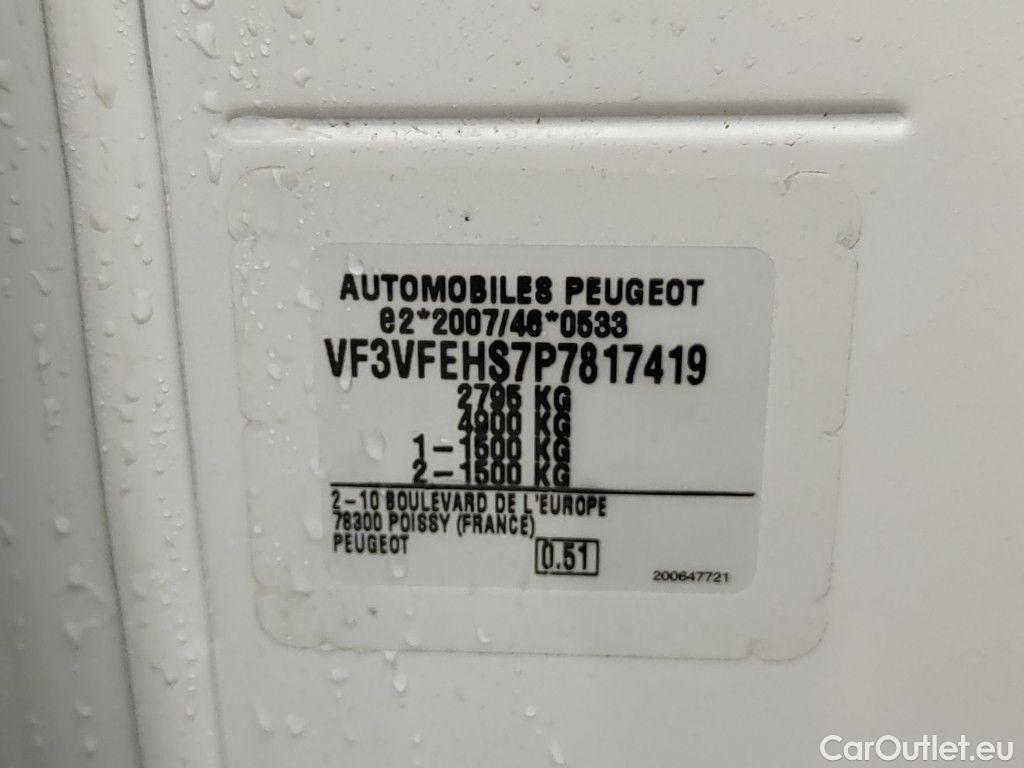 AUTOMOBILES PEUGEOT
e2*2007/46*0533
VF3VFEHS7P7817419
2795 KG
4900 KG
1-1500 KG
2-1500 KG
2-10 BOULEVARD DE L'EUROPE
78300 POISSY (FRANCE)
PEUGEOT
0.51
200647721
CarOutlet.eu